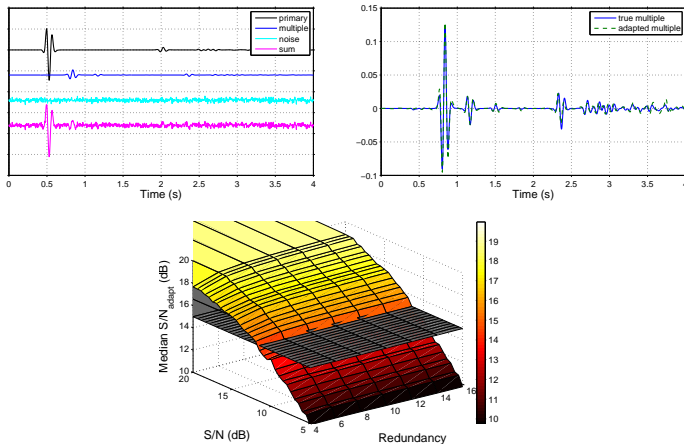 primary
multiple
noise
sum
0 0.5 1 1.5 2 2.5 3 3.5 4
Time (s)
true multiple
adapted multiple
0.15
0.1
0.05
0
−0.05
−0.1
0 0.5 1 1.5 2 2.5 3 3.5 4
Time (s)
Median S/N adapt (dB)
20
18
16
14
12
10
20
15
10
5
S/N (dB)
4
6
8
10
12
14
16
Redundancy
19
18
17
16
15
14
13
12
11
10